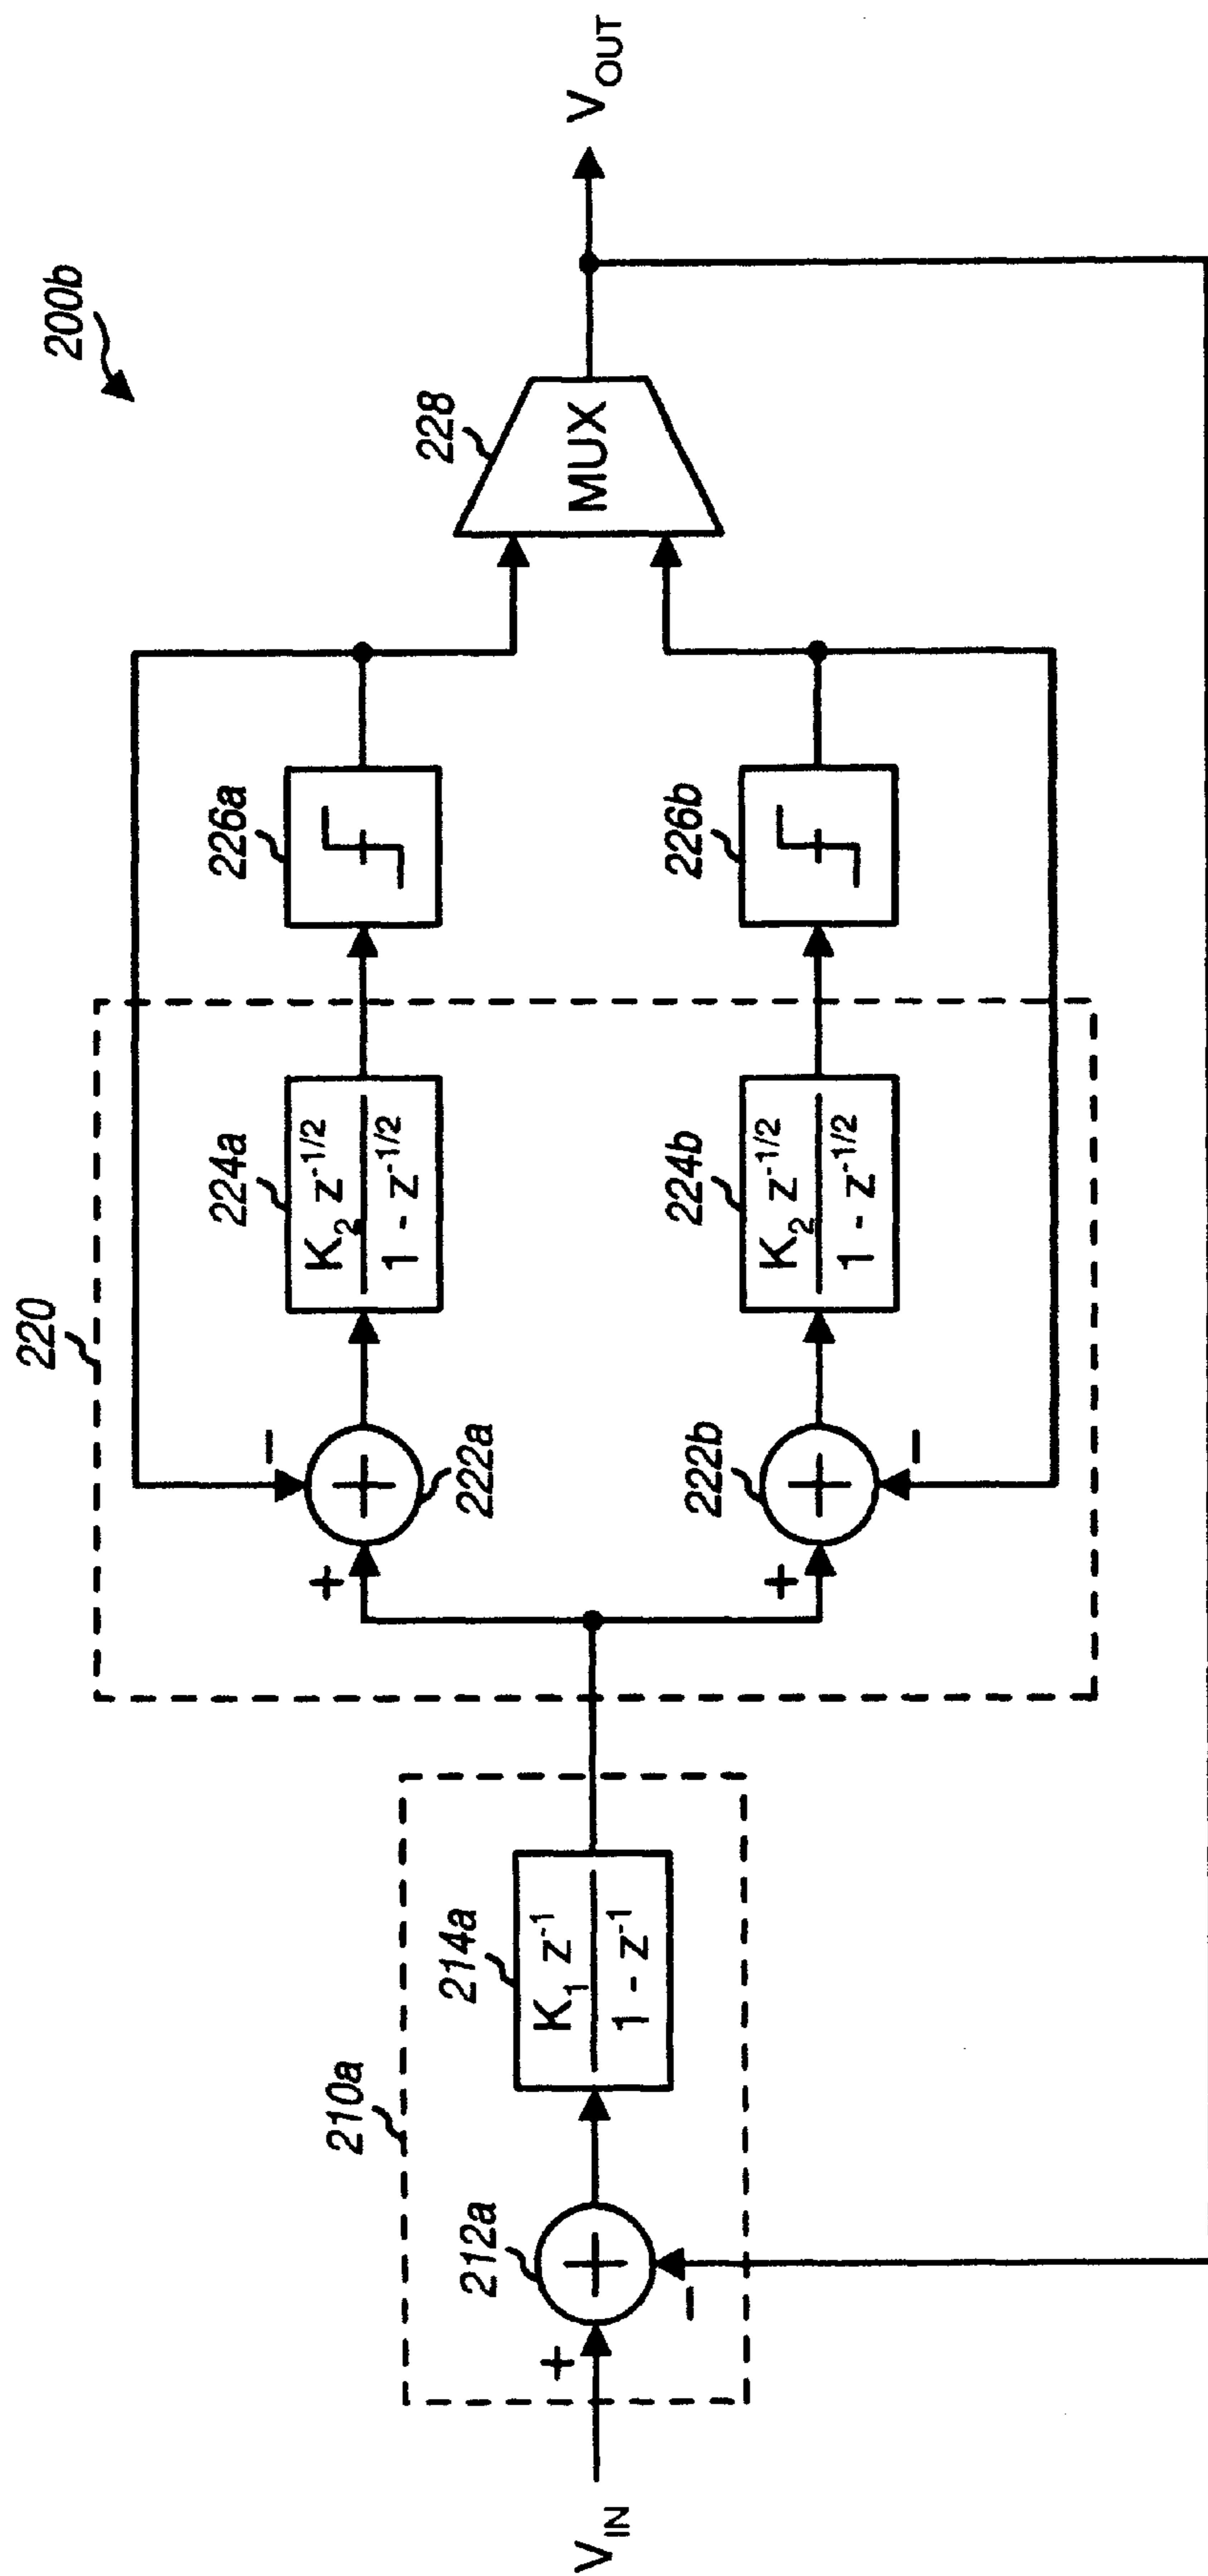 200b
220
210a
V_IN
+
-
212a
K_1 z^-1
1 - z^-1
214a
+
-
222a
K_2 z^-1/2
1 - z^-1/2
224a
226a
+
-
222b
K_2 z^-1/2
1 - z^-1/2
224b
226b
MUX
228
V_OUT